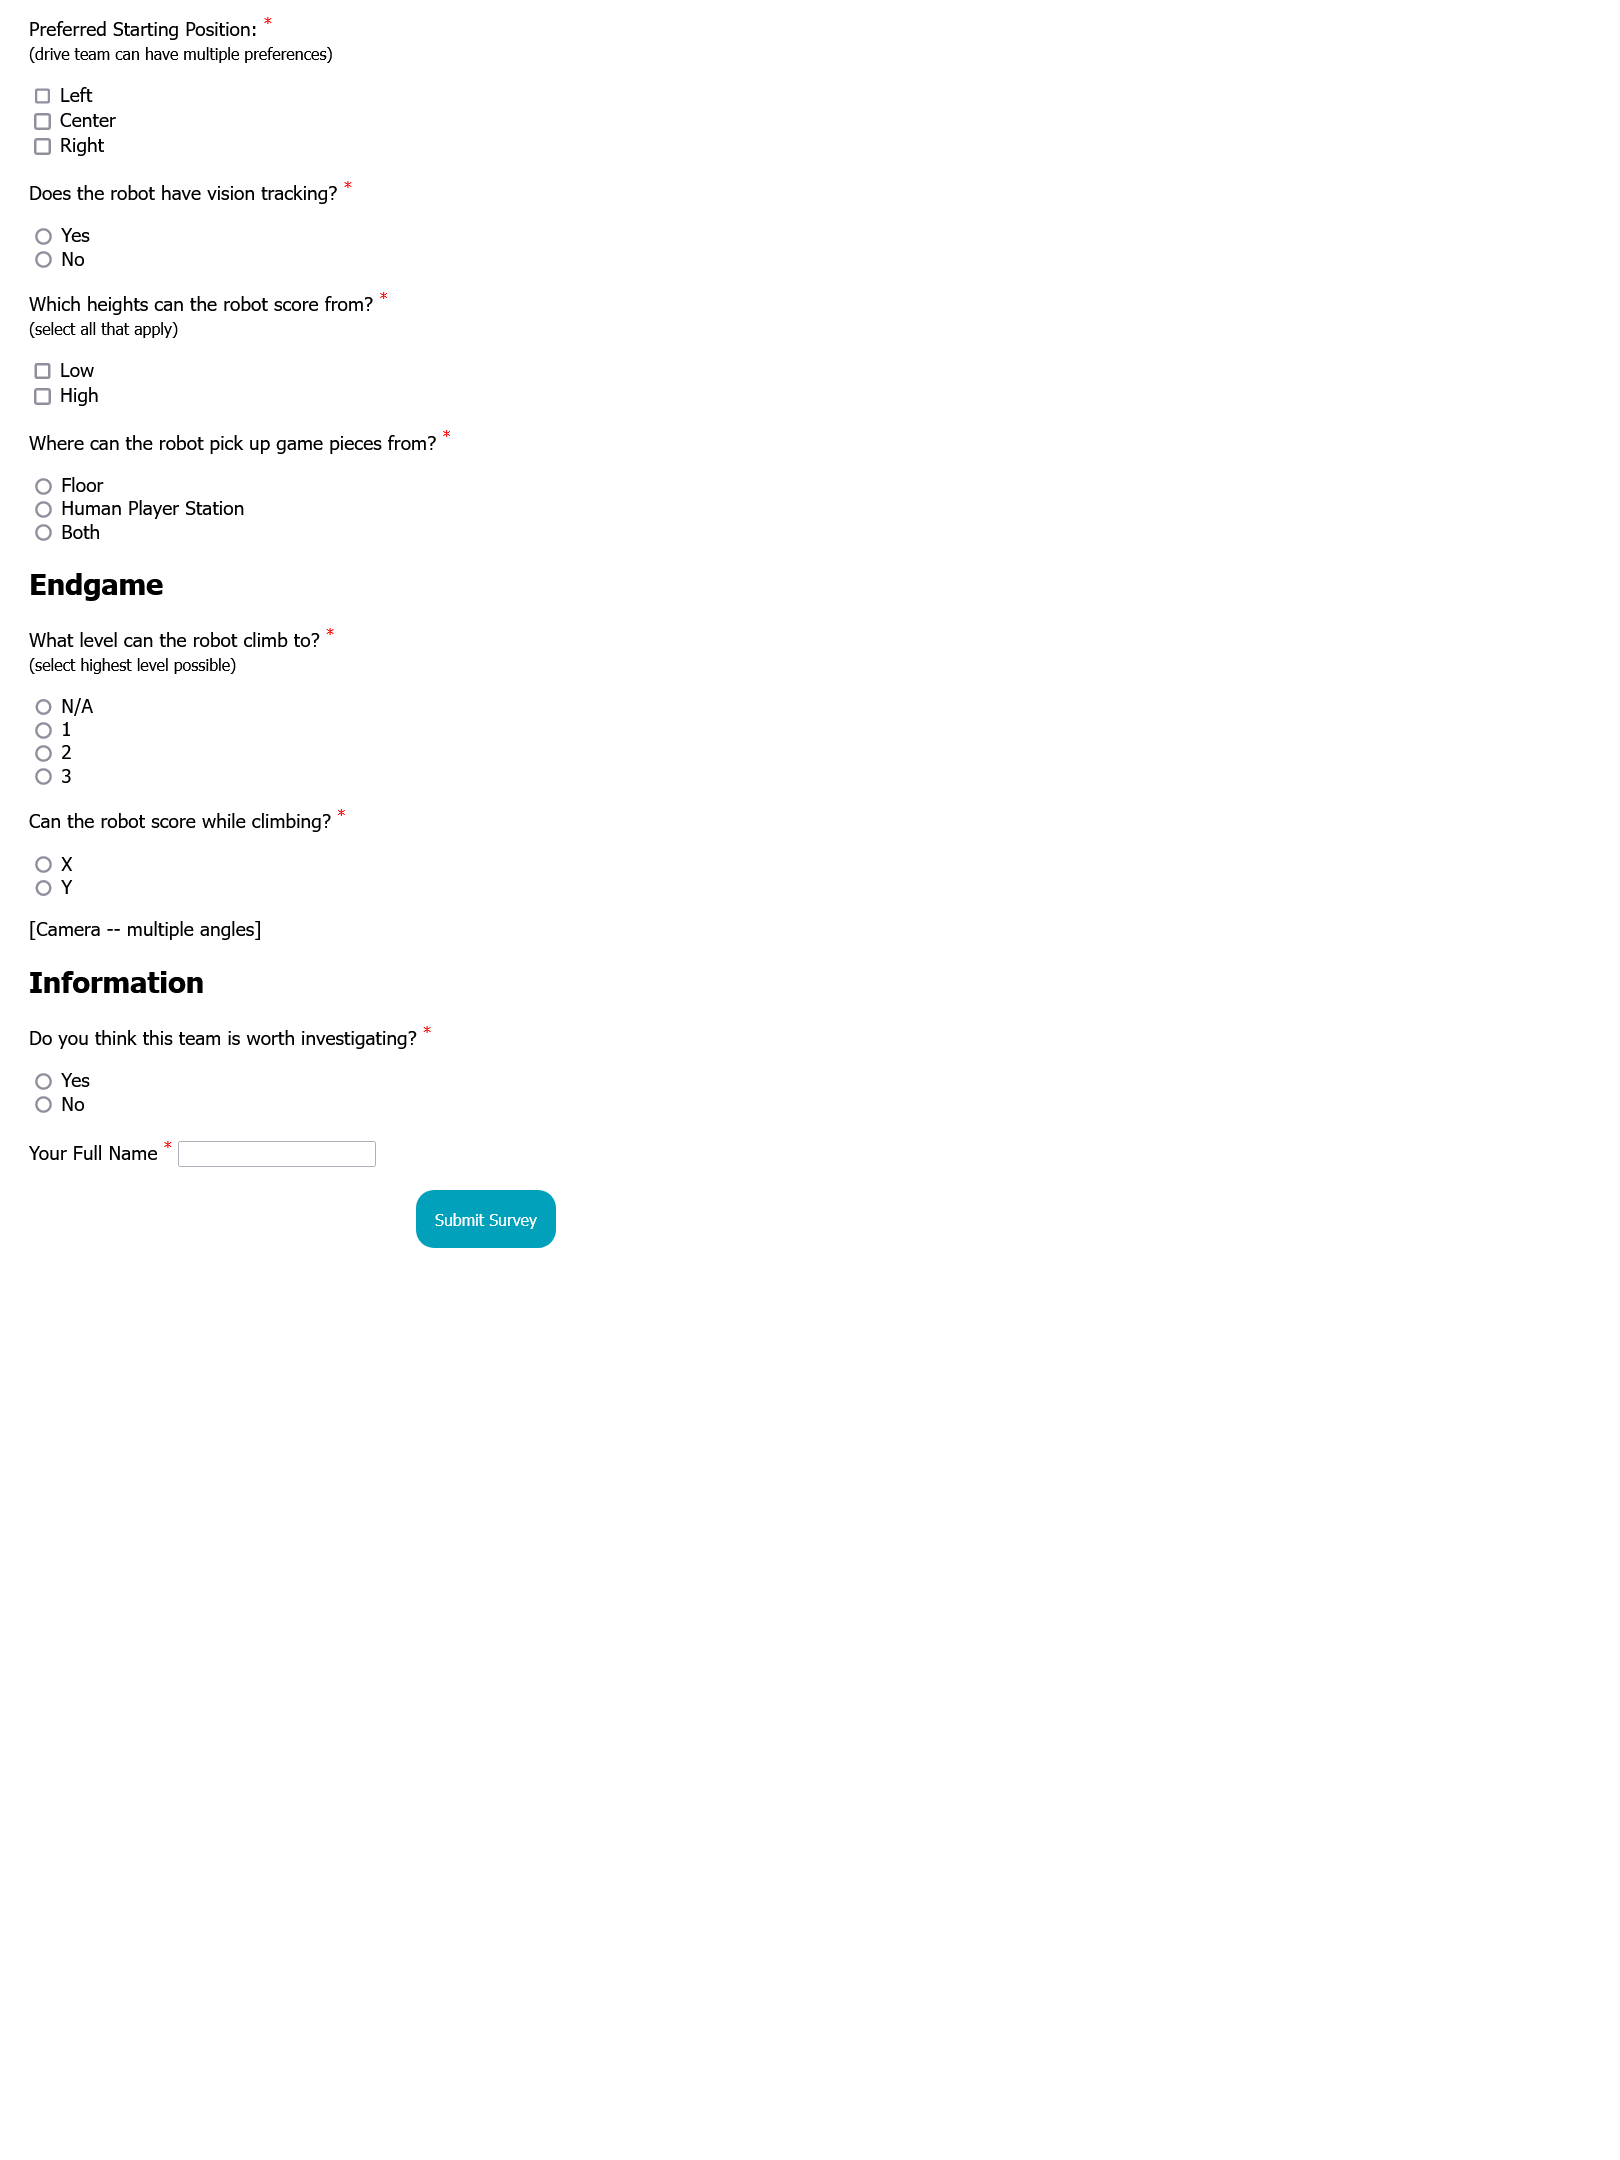 Preferred Starting Position: *
(drive team can have multiple preferences)
Left
Center
Right
Does the robot have vision tracking? *
Yes
No
Which heights can the robot score from? *
(select all that apply)
Low
High
Where can the robot pick up game pieces from? *
Floor
Human Player Station
Both
Endgame
What level can the robot climb to? *
(select highest level possible)
N/A
1
2
3
Can the robot score while climbing? *
X
Y
[Camera -- multiple angles]
Information
Do you think this team is worth investigating? *
Yes
No
Your Full Name *
Submit Survey